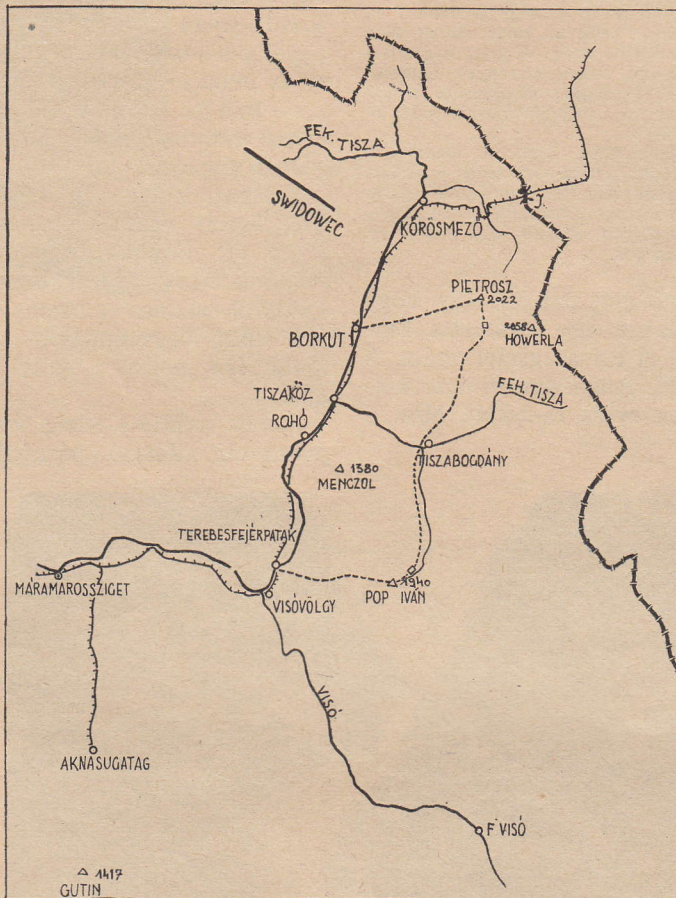 FEK. TISZA
SWIDOWEC
J.
KÖRÖSMEZŐ
PIETROSZ
2022
BORKUT
2058
HOWERLA
TISZAKÖZ
FEH. TISZA
RAHÓ
TISZABOGDÁNY
1380
MENCZOL
TEREBESFEJÉRPATAK
MÁRAMAROSSZIGET
1940
POP IVÁN
VISÓVÖLGY
VISÓ
AKNASUGATAG
F VISÓ
1417
GUTIN